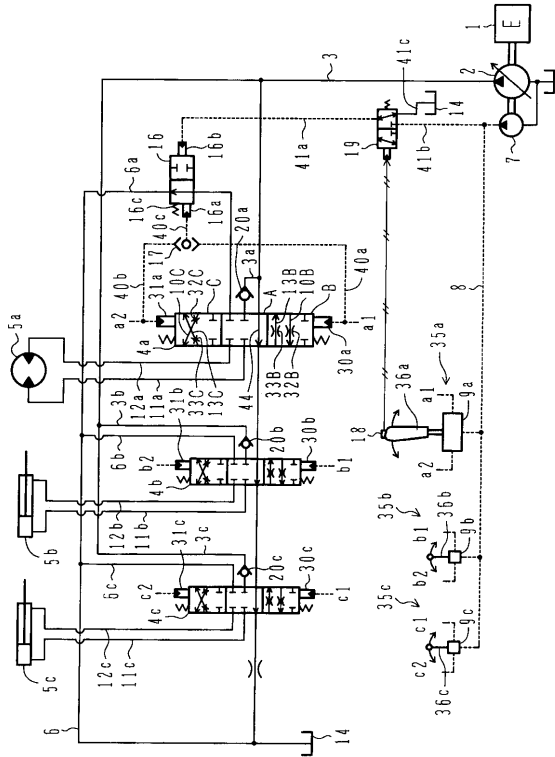 5c
5b
5a
6
12c
11c
12b
11b
12a
11a
6c
3c
6b
3b
6a
c2
31c
4c
20c
30c
c1
b2
31b
4b
20b
30b
b1
a2
31a
4a
10C
32C
C
33C
13C
44
A
33B
13B
10B
32B
B
30a
a1
40b
40c
17
20a
3a
40a
16
16c
16a
16b
14
41a
41b
41c
14
19
3
1
E
2
7
8
18
36a
35a
a1
a2
9a
35b
b1
b2
36b
9b
35c
c1
c2
36c
9c